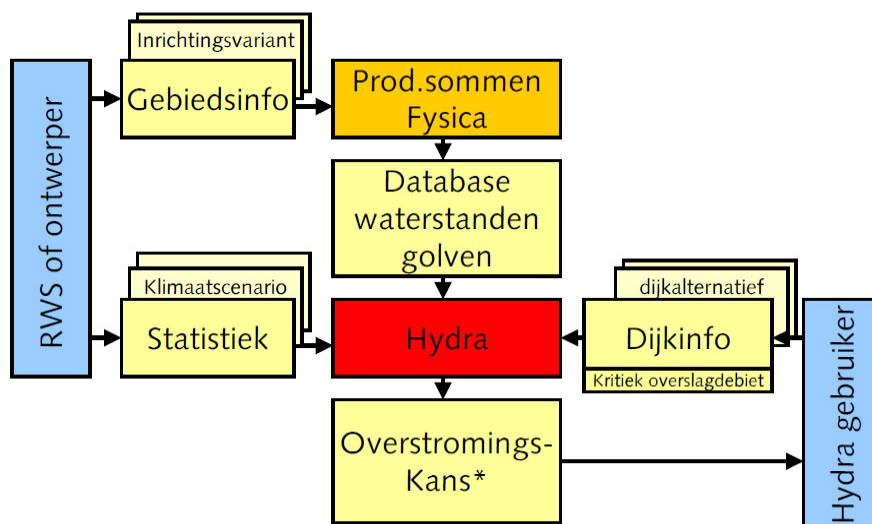 RWS of ontwerper
Inrichtingsvariant
Gebiedsinfo
Prod.sommen
Fysica
Database
waterstanden
golven
Klimaatscenario
Statistiek
Hydra
dijkalternatief
Dijkinfo
Kritiek overslagdebiet
Overstromings-
Kans*
Hydra gebruiker